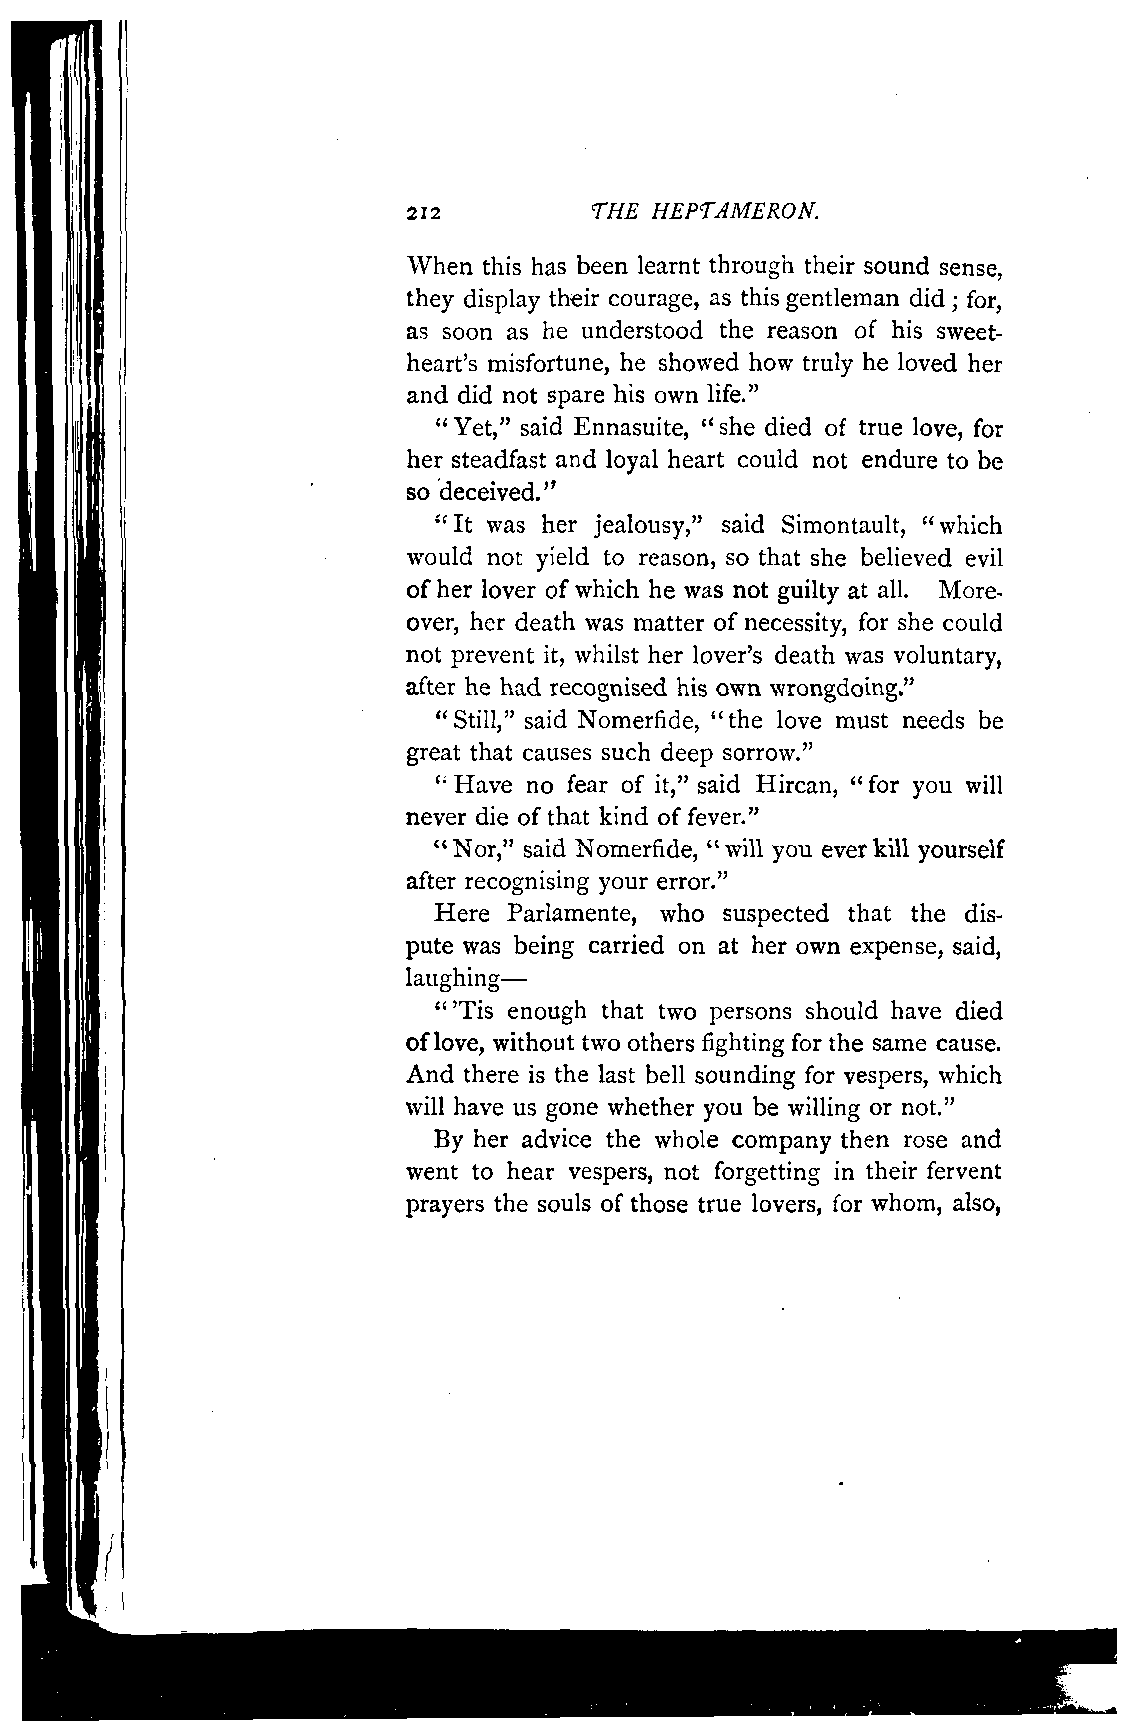 212 THE HEPTAMERON.
When this has been learnt through their sound sense,
they display their courage, as this gentleman did; for,
as soon as he understood the reason of his sweet-
heart's misfortune, he showed how truly he loved her
and did not spare his own life."
"Yet," said Ennasuite, "she died of true love, for
her steadfast and loyal heart could not endure to be
so deceived."
"It was her jealousy," said Simontault, "which
would not yield to reason, so that she believed evil
of her lover of which he was not guilty at all. More-
over, her death was matter of necessity, for she could
not prevent it, whilst her lover's death was voluntary,
after he had recognised his own wrongdoing."
"Still," said Nomerfide, "the love must needs be
great that causes such deep sorrow."
"Have no fear of it," said Hircan, "for you will
never die of that kind of fever."
"Nor," said Nomerfide, "will you ever kill yourself
after recognising your error."
Here Parlamente, who suspected that the dis-
pute was being carried on at her own expense, said,
laughing—
"'Tis enough that two persons should have died
of love, without two others fighting for the same cause.
And there is the last bell sounding for vespers, which
will have us gone whether you be willing or not."
By her advice the whole company then rose and
went to hear vespers, not forgetting in their fervent
prayers the souls of those true lovers, for whom, also,